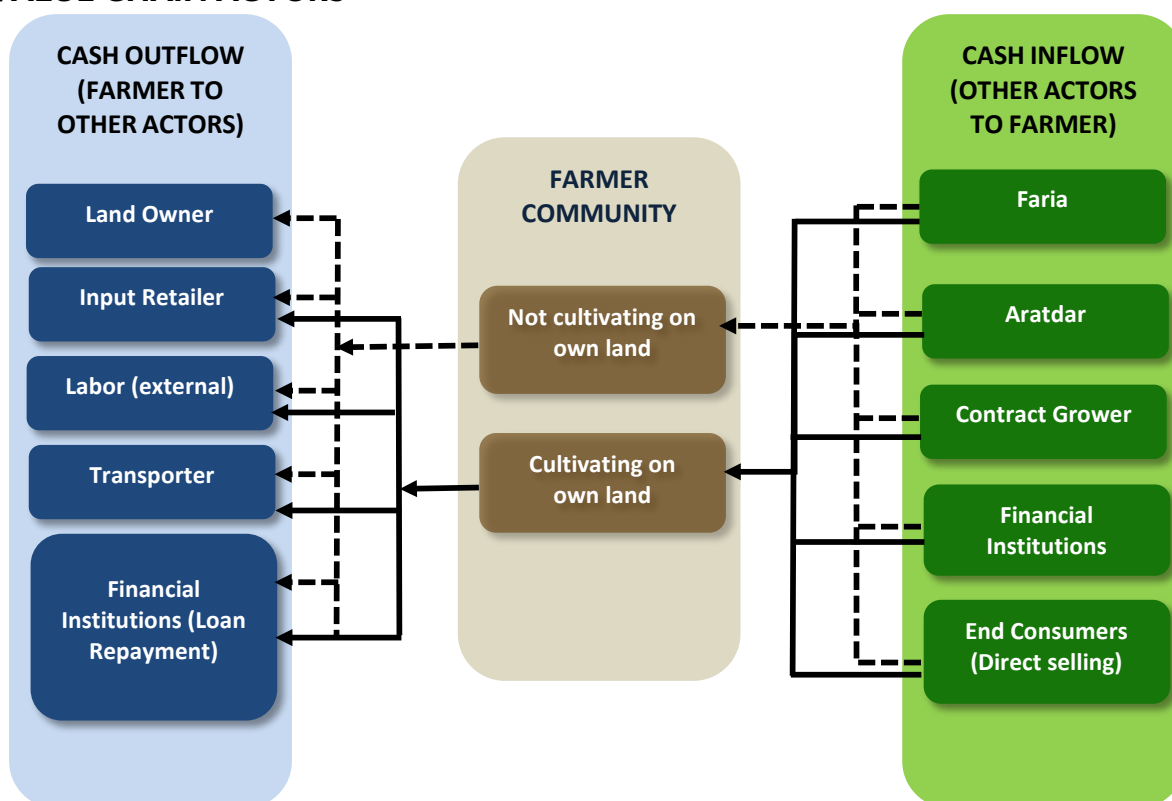 CASH OUTFLOW
(FARMER TO
OTHER ACTORS)
Land Owner
Input Retailer
Labor (external)
Transporter
Financial
Institutions (Loan
Repayment)
FARMER
COMMUNITY
Not cultivating on
own land
Cultivating on
own land
CASH INFLOW
(OTHER ACTORS
TO FARMER)
Faria
Aratdar
Contract Grower
Financial
Institutions
End Consumers
(Direct selling)